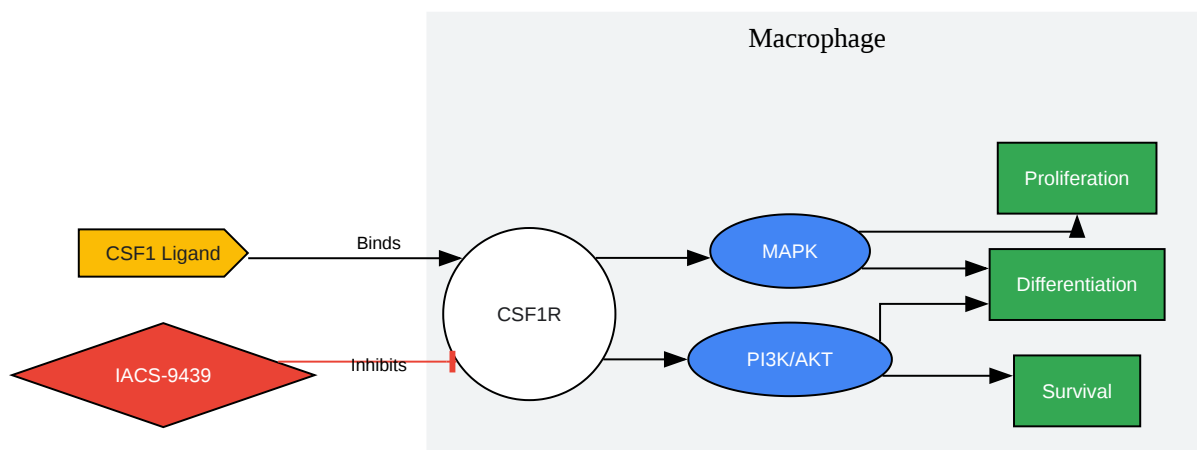 Macrophage
Proliferation
Binds
MAPK
CSF1 Ligand
Differentiation
CSF1R
Inhibits
PI3K/AKT
IACS-9439
Survival